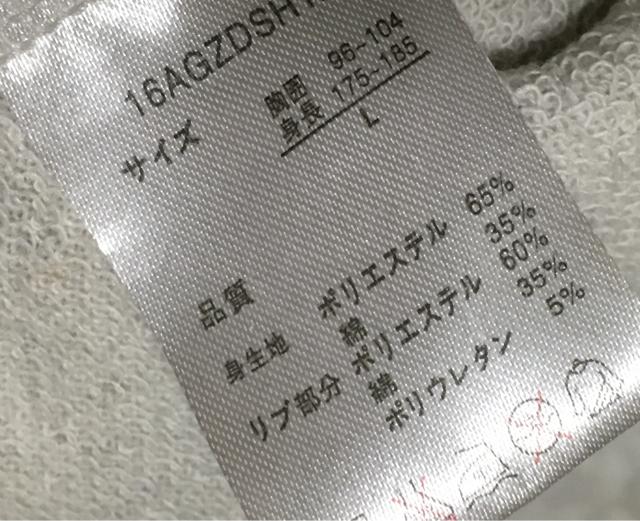 16AGZDSH
サイズ
胸囲 96~104
身長 175~185
L
品質
身生地 ポリエステル 65%
綿 35%
リブ部分 ポリエステル 60%
綿 35%
ポリウレタン 5%